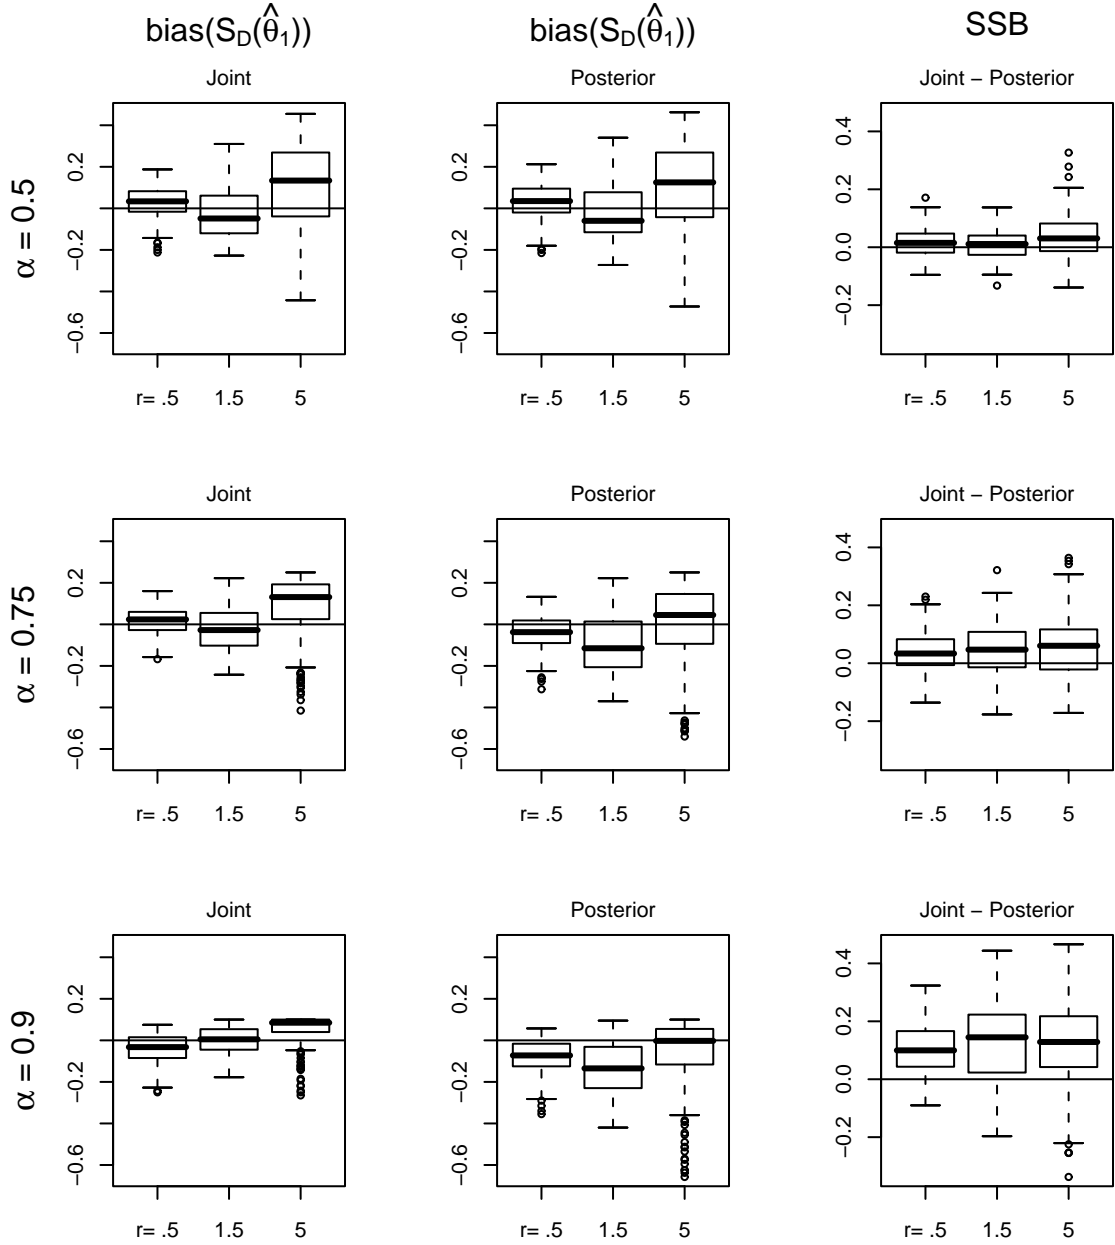 bias(S_D(θ̂_1)) bias(S_D(θ̂_1)) SSB
α = 0.5
Joint Posterior Joint − Posterior
0.2 0.2 0.4
−0.2 −0.2 0.2
−0.6 −0.6 0.0
−0.2
r= .5 1.5 5 r= .5 1.5 5 r= .5 1.5 5
α = 0.75
Joint Posterior Joint − Posterior
0.2 0.2 0.4
−0.2 −0.2 0.2
−0.6 −0.6 0.0
−0.2
r= .5 1.5 5 r= .5 1.5 5 r= .5 1.5 5
α = 0.9
Joint Posterior Joint − Posterior
0.2 0.2 0.4
−0.2 −0.2 0.2
−0.6 −0.6 0.0
−0.2
r= .5 1.5 5 r= .5 1.5 5 r= .5 1.5 5